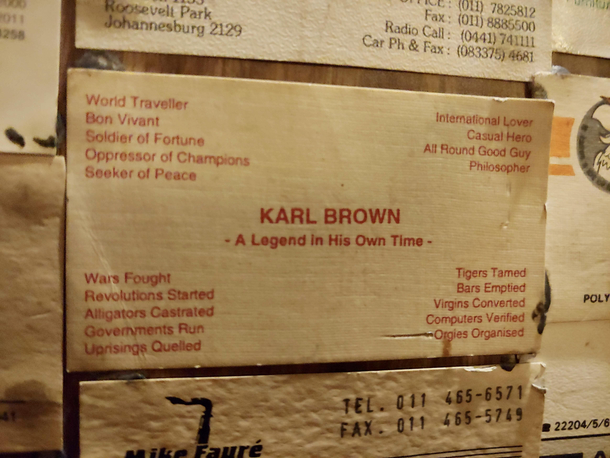 Roosevelt Park
Johannesburg 2129
(011) 7825812
Fax : (011) 8885500
Radio Call : (0441) 741111
Car Ph & Fax : (083375) 4681
World Traveller
Bon Vivant
Soldier of Fortune
Oppressor of Champions
Seeker of Peace
International Lover
Casual Hero
All Round Good Guy
Philosopher
KARL BROWN
- A Legend in His Own Time -
Wars Fought
Revolutions Started
Alligators Castrated
Governments Run
Uprisings Quelled
Tigers Tamed
Bars Emptied
Virgins Converted
Computers Verified
Orgies Organised
POLY
22204/5/6
TEL. 011 465-6571
FAX. 011 465-5749
Mike Fauré